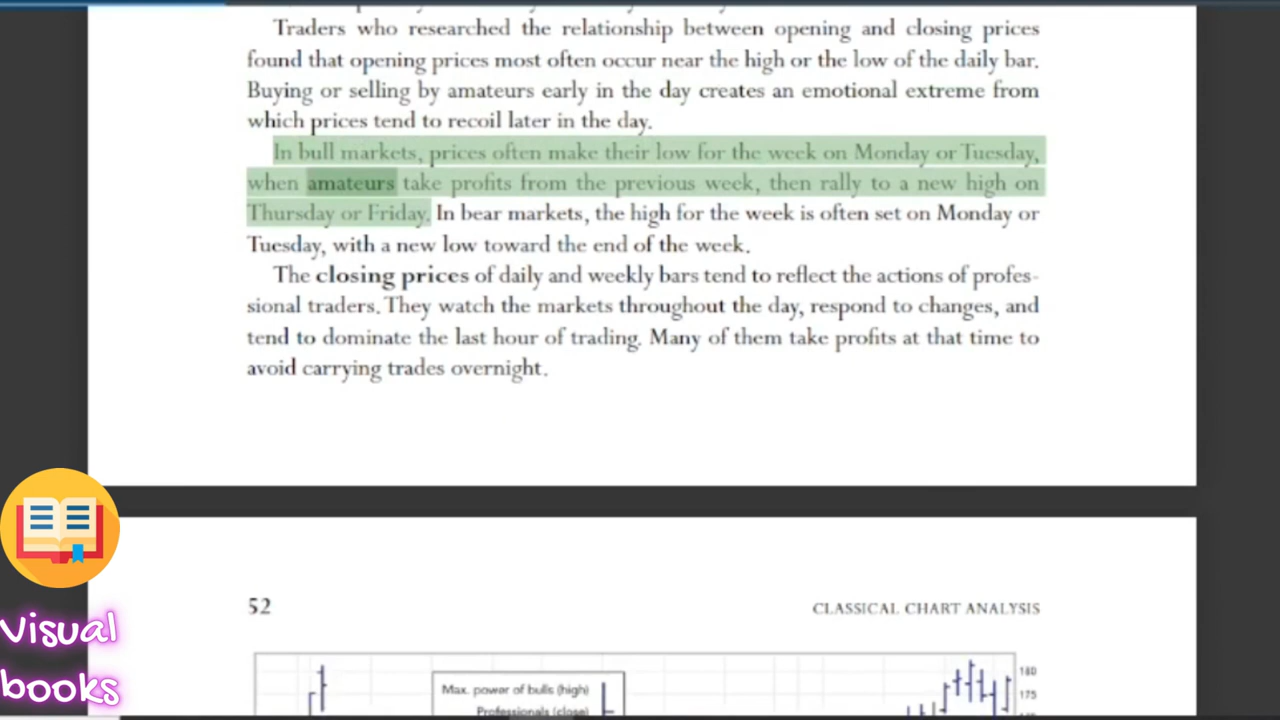 Traders who researched the relationship between opening and closing prices
found that opening prices most often occur near the high or the low of the daily bar.
Buying or selling by amateurs early in the day creates an emotional extreme from
which prices tend to recoil later in the day.
In bull markets, prices often make their low for the week on Monday or Tuesday,
when amateurs take profits from the previous week, then rally to a new high on
Thursday or Friday. In bear markets, the high for the week is often set on Monday or
Tuesday, with a new low toward the end of the week.
The closing prices of daily and weekly bars tend to reflect the actions of profes-
sional traders. They watch the markets throughout the day, respond to changes, and
tend to dominate the last hour of trading. Many of them take profits at that time to
avoid carrying trades overnight.
Visual
books
52
CLASSICAL CHART ANALYSIS
Max. power of bulls (high)
Professionals (close)
180
175